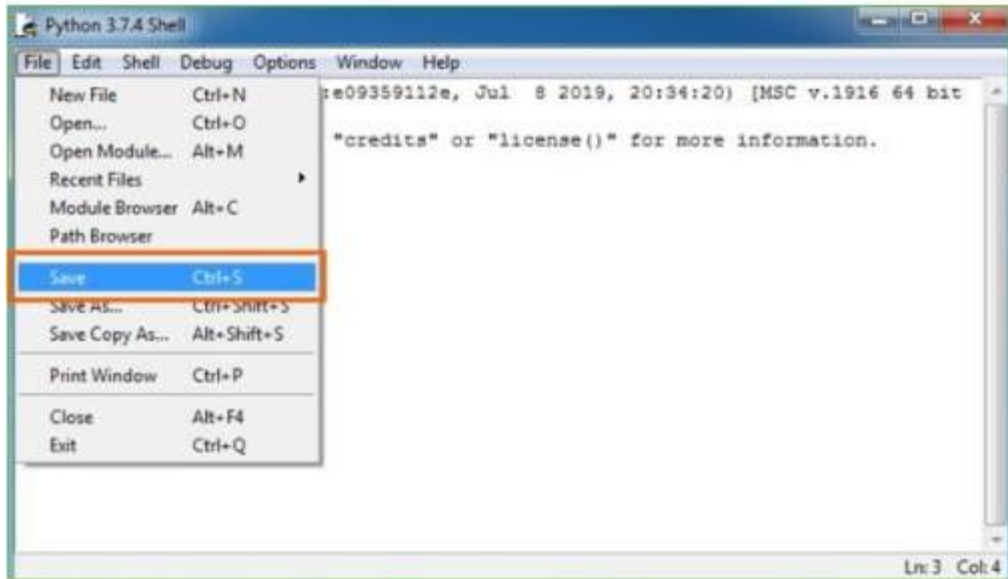 Python 3.7.4 Shell
File Edit Shell Debug Options Window Help
New File Ctrl+N
:e09359112e, Jul 8 2019, 20:34:20) [MSC v.1916 64 bit
Open... Ctrl+O
"credits" or "license()" for more information.
Open Module... Alt+M
Recent Files
Module Browser Alt+C
Path Browser
Save Ctrl+S
Save As... Ctrl+Shift+S
Save Copy As... Alt+Shift+S
Print Window Ctrl+P
Close Alt+F4
Exit Ctrl+Q
Ln: 3 Col: 4